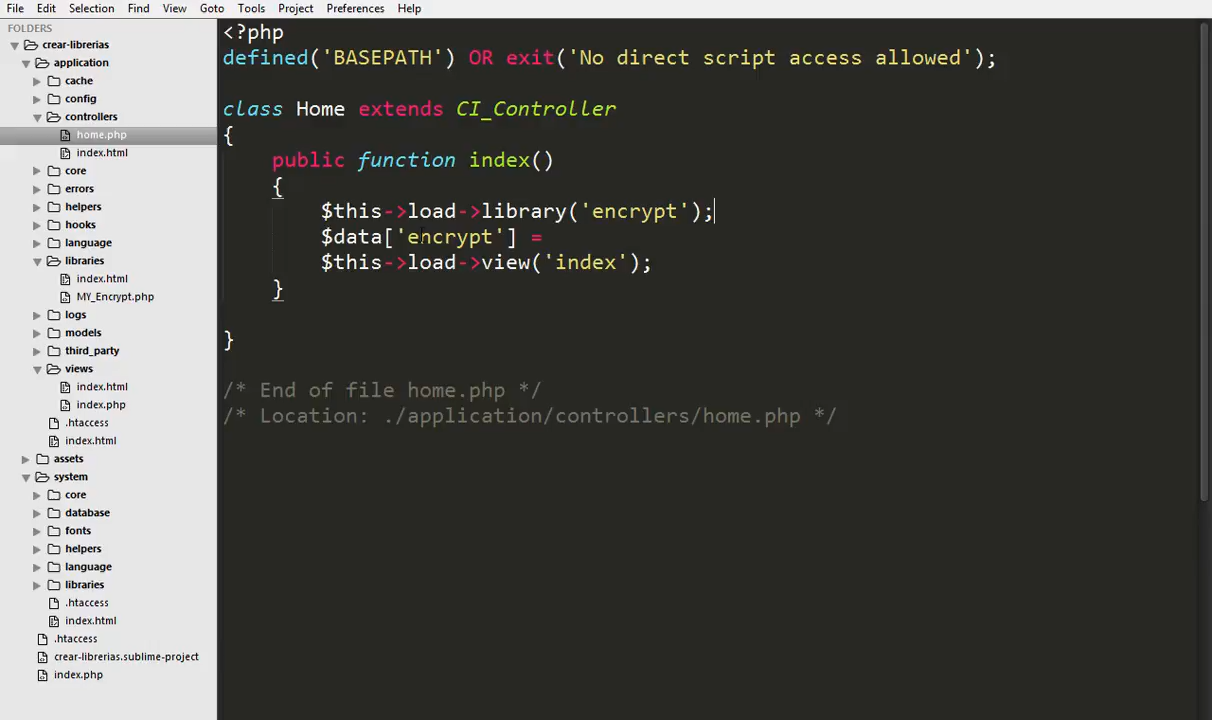 File Edit Selection Find View Goto Tools Project Preferences Help
FOLDERS
crear-librerias
application
cache
config
controllers
home.php
index.html
core
errors
helpers
hooks
language
libraries
index.html
MY_Encrypt.php
logs
models
third_party
views
index.html
index.php
.htaccess
index.html
assets
system
core
database
fonts
helpers
language
libraries
.htaccess
index.html
.htaccess
crear-librerias.sublime-project
index.php
<?php
defined('BASEPATH') OR exit('No direct script access allowed');
class Home extends CI_Controller
{
public function index()
{
$this->load->library('encrypt');
$data['encrypt'] =
$this->load->view('index');
}
}
/* End of file home.php */
/* Location: ./application/controllers/home.php */